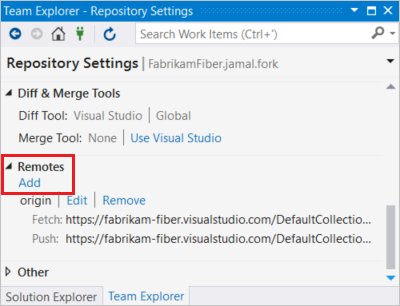 Team Explorer - Repository Settings
Search Work Items (Ctrl+')
Repository Settings | FabrikamFiber.jamal.fork
Diff & Merge Tools
Diff Tool: Visual Studio | Global
Merge Tool: None | Use Visual Studio
Remotes
Add
origin | Edit | Remove
Fetch: https://fabrikam-fiber.visualstudio.com/DefaultCollectio...
Push: https://fabrikam-fiber.visualstudio.com/DefaultCollectio...
Other
Solution Explorer Team Explorer